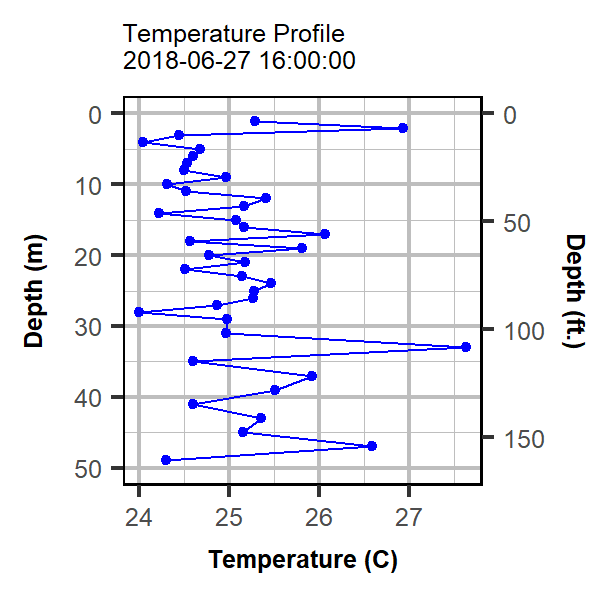 Temperature Profile
2018-06-27 16:00:00
0
10
20
30
40
50
Depth (m)
0
50
100
150
Depth (ft.)
24 25 26 27
Temperature (C)